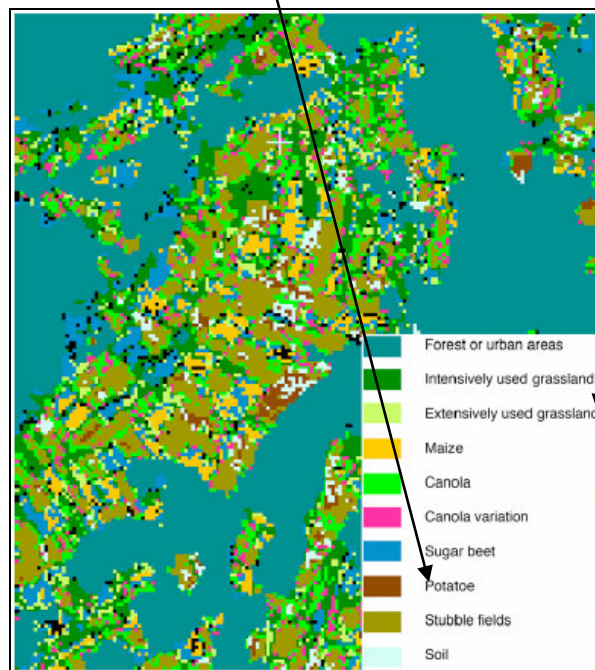 Forest or urban areas
Intensively used grassland
Extensively used grassland
Maize
Canola
Canola variation
Sugar beet
Potatoe
Stubble fields
Soil